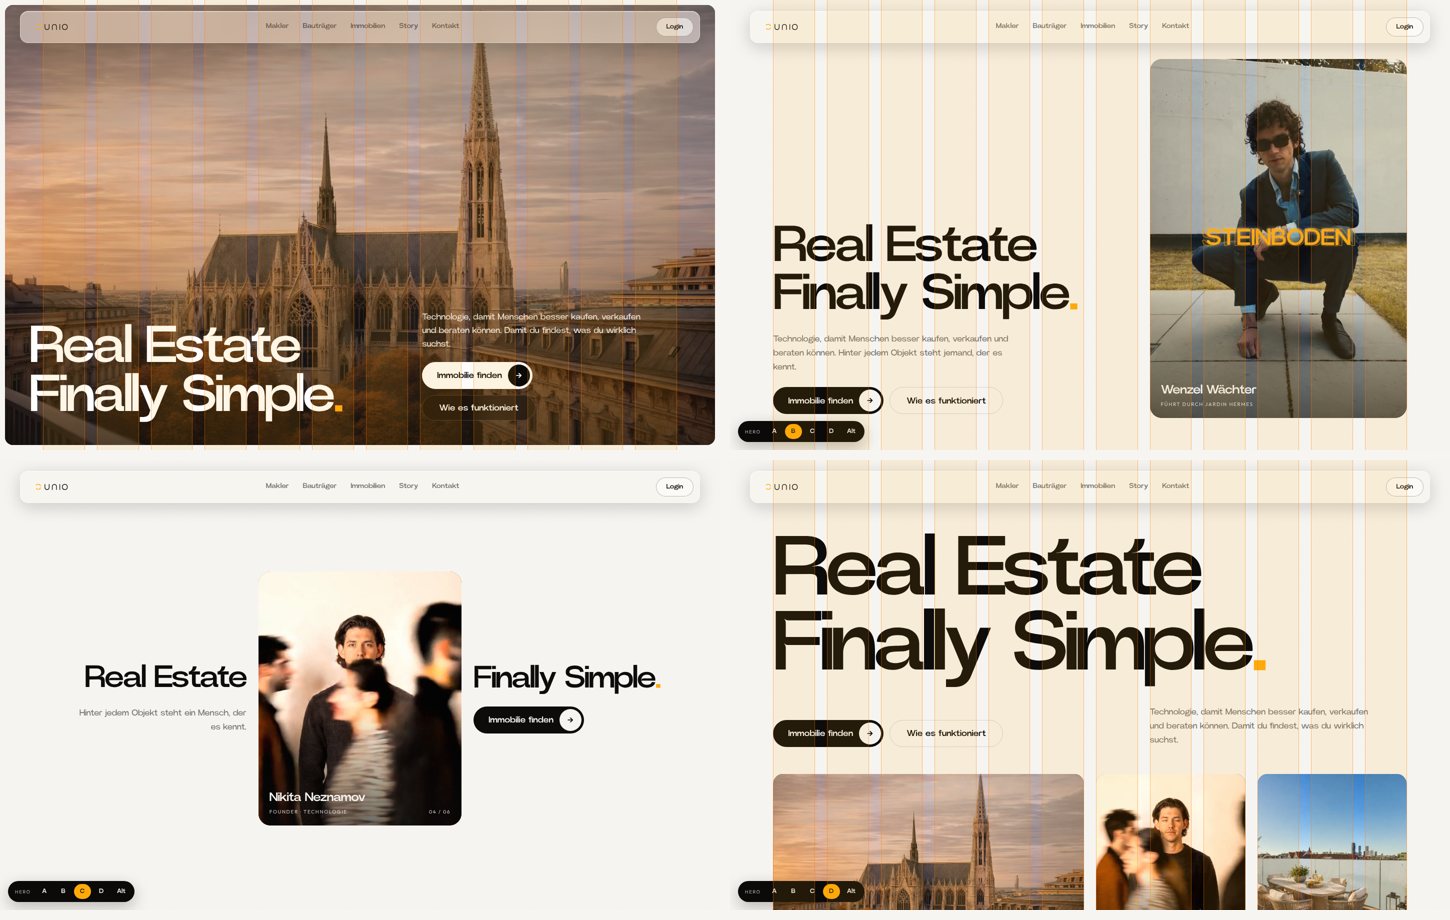 UNIO
Makler Bauträger Immobilien Story Kontakt
Login
Real Estate
Finally Simple.
Technologie, damit Menschen besser kaufen, verkaufen
und beraten können. Damit du findest, was du wirklich
suchst.
Immobilie finden →
Wie es funktioniert
UNIO
Makler Bauträger Immobilien Story Kontakt
Login
Real Estate
Finally Simple.
Technologie, damit Menschen besser kaufen, verkaufen und
beraten können. Hinter jedem Objekt steht jemand, der es
kennt.
Immobilie finden → Wie es funktioniert
STEINBODEN
Wenzel Wächter
FÜHRT DURCH JARDIN HERMES
HERO A B C D Alt
UNIO
Makler Bauträger Immobilien Story Kontakt
Login
Real Estate
Hinter jedem Objekt steht ein Mensch, der
es kennt.
Nikita Neznamov
FOUNDER · TECHNOLOGIE 04 / 06
Finally Simple.
Immobilie finden →
HERO A B C D Alt
UNIO
Makler Bauträger Immobilien Story Kontakt
Login
Real Estate
Finally Simple.
Immobilie finden → Wie es funktioniert
Technologie, damit Menschen besser kaufen, verkaufen
und beraten können. Damit du findest, was du wirklich
suchst.
HERO A B C D Alt